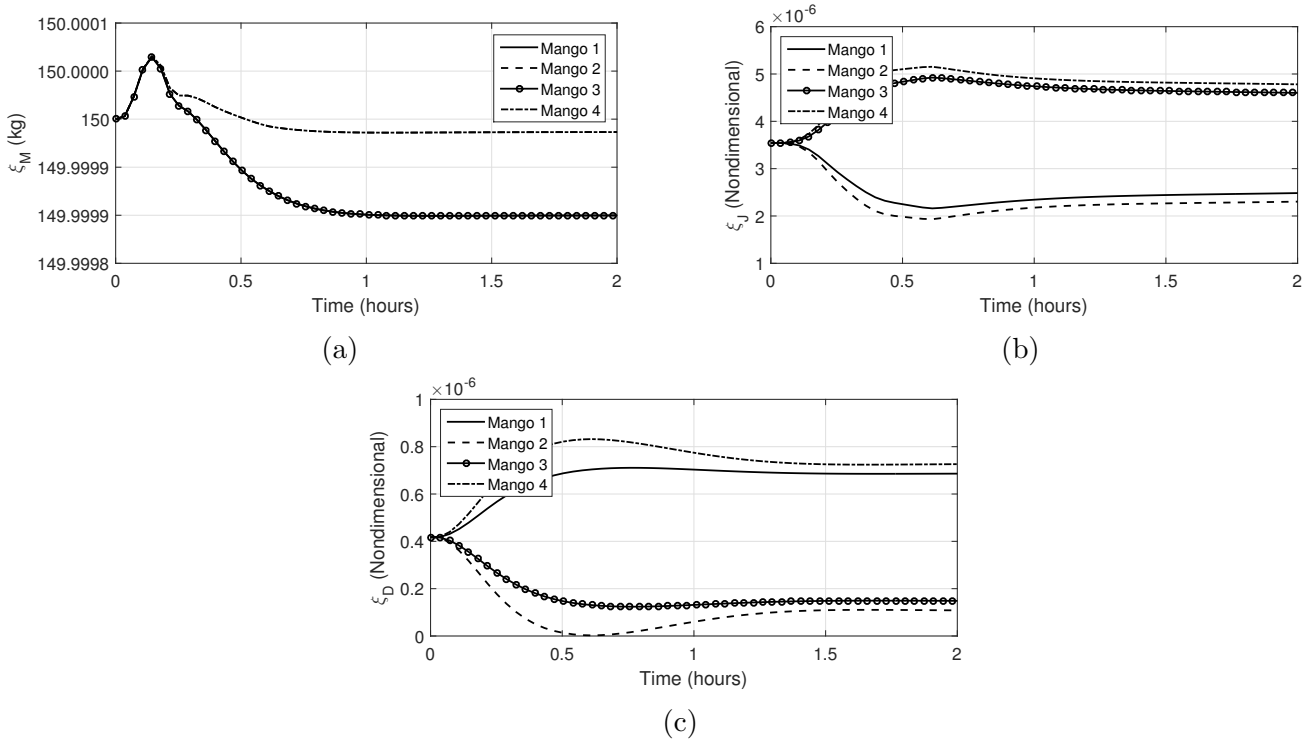 150.0001
150.0000
150
149.9999
149.9999
149.9998
ξM (kg)
0 0.5 1 1.5 2
Time (hours)
Mango 1
Mango 2
Mango 3
Mango 4
(a)
×10-6
6
5
4
3
2
1
ξJ (Nondimensional)
0 0.5 1 1.5 2
Time (hours)
Mango 1
Mango 2
Mango 3
Mango 4
(b)
×10-6
1
0.8
0.6
0.4
0.2
0
ξD (Nondimensional)
0 0.5 1 1.5 2
Time (hours)
Mango 1
Mango 2
Mango 3
Mango 4
(c)